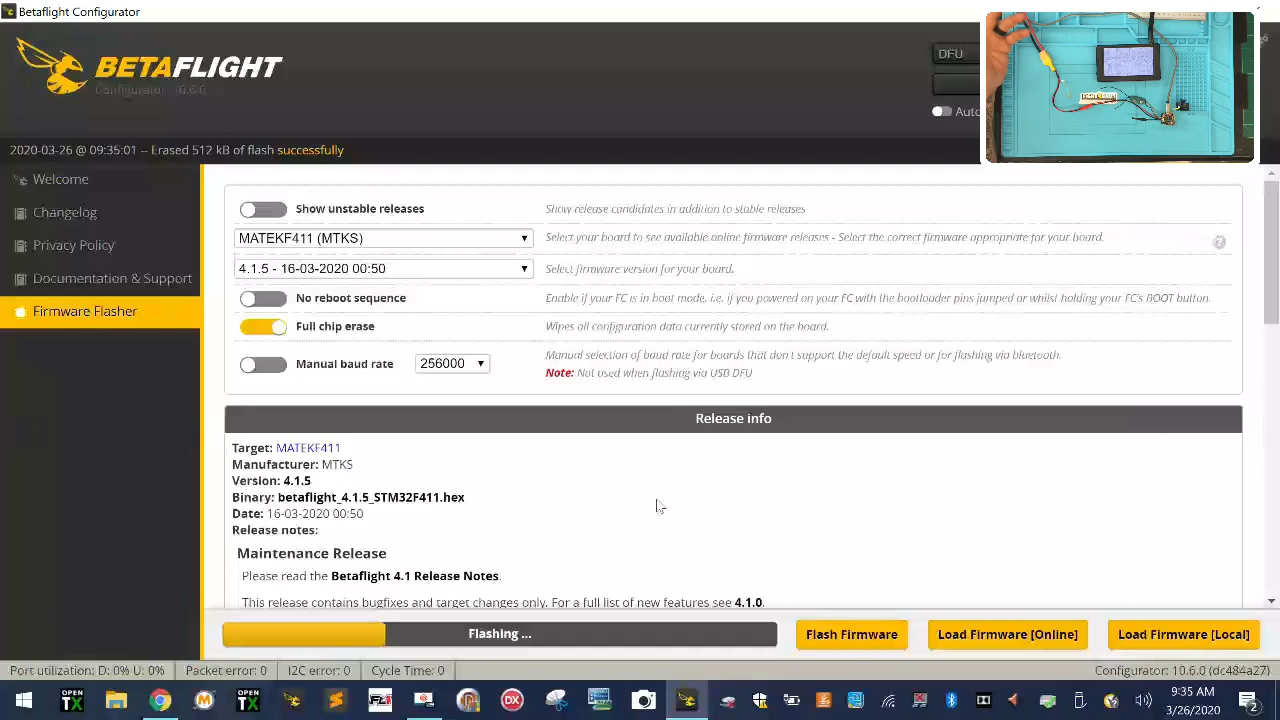 Betaflight Configurator
BETAFLIGHT
Configurator 10.6.0
DFU
Auto
2020-03-26 @ 09:35:01 -- Erased 512 kB of flash successfully
Welcome
Changelog
Privacy Policy
Documentation & Support
Firmware Flasher
Show unstable releases Show release candidates in addition to stable releases
MATEKF411 (MTKS) Select your board to see available online firmware releases - Select the correct firmware appropriate for your board.
4.1.5 - 16-03-2020 00:50 Select firmware version for your board.
No reboot sequence Enable if your FC is in boot mode, i.e. if you powered on your FC with the bootloader pins jumped or whilst holding your FC's BOOT button.
Full chip erase Wipes all configuration data currently stored on the board.
Manual baud rate 256000 Manual selection of baud rate for boards that don't support the default speed or for flashing via bluetooth.
Note: Not used when flashing via USB DFU
Release info
Target: MATEKF411
Manufacturer: MTKS
Version: 4.1.5
Binary: betaflight_4.1.5_STM32F411.hex
Date: 16-03-2020 00:50
Release notes:
Maintenance Release
Please read the Betaflight 4.1 Release Notes.
This release contains bugfixes and target changes only. For a full list of new features see 4.1.0.
Flashing ...
Flash Firmware
Load Firmware [Online]
Load Firmware [Local]
Port utilization: D: 0% U: 0% Packet error: 0 I2C error: 0 Cycle Time: 0 Configurator: 10.6.0 (dc484a27)
OPEN TX
OPEN TX
DX
9:35 AM
3/26/2020
2